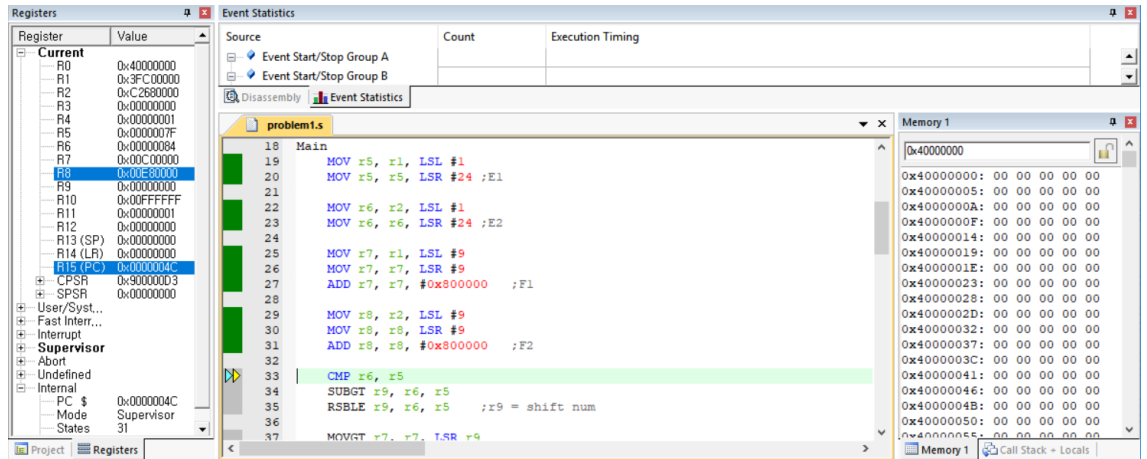 Registers
Register Value
Current
R0 0x40000000
R1 0x3FC00000
R2 0xC2680000
R3 0x00000000
R4 0x00000001
R5 0x0000007F
R6 0x00000084
R7 0x00C00000
R8 0x00E80000
R9 0x00000000
R10 0x00FFFFFF
R11 0x00000001
R12 0x00000000
R13 (SP) 0x00000000
R14 (LR) 0x00000000
R15 (PC) 0x0000004C
CPSR 0x900000D3
SPSR 0x00000000
User/Syst...
Fast Interr...
Interrupt
Supervisor
Abort
Undefined
Internal
PC $ 0x0000004C
Mode Supervisor
States 31
Project Registers
Event Statistics
Source Count Execution Timing
Event Start/Stop Group A
Event Start/Stop Group B
Disassembly Event Statistics
problem1.s
18 Main
19 MOV r5, r1, LSL #1
20 MOV r5, r5, LSR #24 ;E1
21
22 MOV r6, r2, LSL #1
23 MOV r6, r6, LSR #24 ;E2
24
25 MOV r7, r1, LSL #9
26 MOV r7, r7, LSR #9
27 ADD r7, r7, #0x800000 ;F1
28
29 MOV r8, r2, LSL #9
30 MOV r8, r8, LSR #9
31 ADD r8, r8, #0x800000 ;F2
32
33 CMP r6, r5
34 SUBGT r9, r6, r5
35 RSBLE r9, r6, r5 ;r9 = shift num
36
37 MOVGT r7, r7, LSR r9
Memory 1
0x40000000
0x40000000: 00 00 00 00 00
0x40000005: 00 00 00 00 00
0x4000000A: 00 00 00 00 00
0x4000000F: 00 00 00 00 00
0x40000014: 00 00 00 00 00
0x40000019: 00 00 00 00 00
0x4000001E: 00 00 00 00 00
0x40000023: 00 00 00 00 00
0x40000028: 00 00 00 00 00
0x4000002D: 00 00 00 00 00
0x40000032: 00 00 00 00 00
0x40000037: 00 00 00 00 00
0x4000003C: 00 00 00 00 00
0x40000041: 00 00 00 00 00
0x40000046: 00 00 00 00 00
0x4000004B: 00 00 00 00 00
0x40000050: 00 00 00 00 00
0x40000055: 00 00 00 00 00
Memory 1 Call Stack + Locals